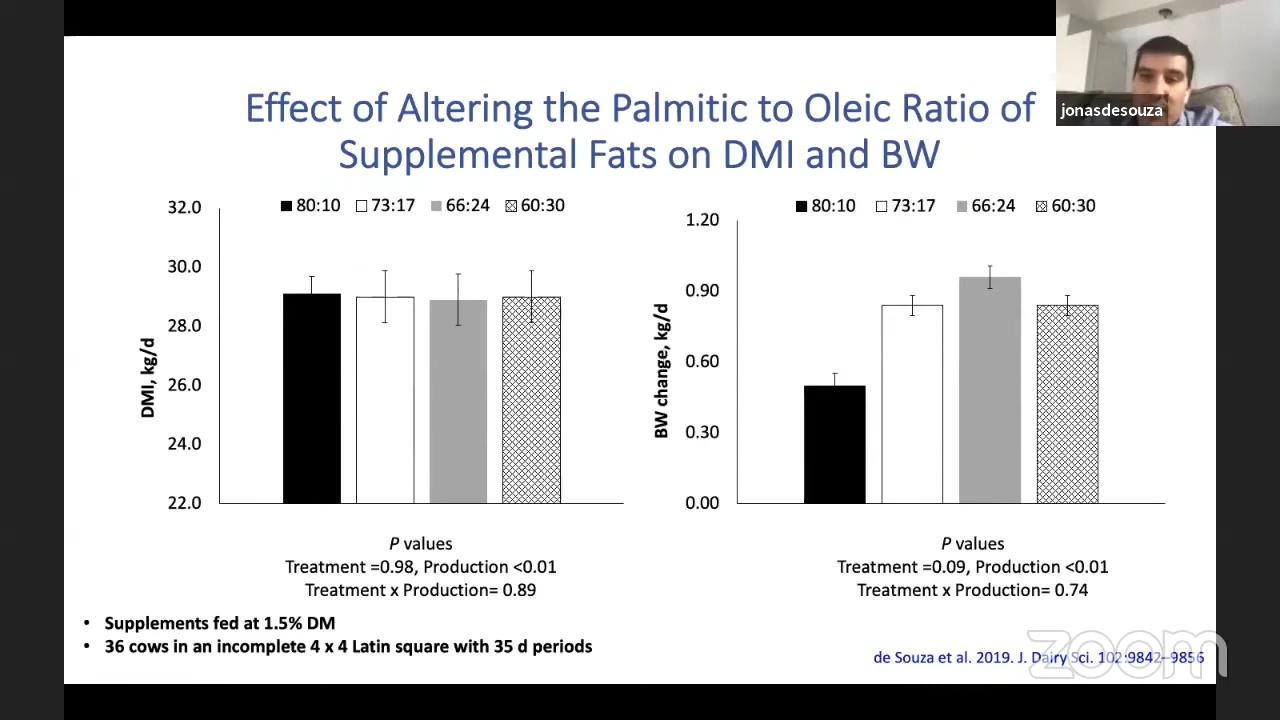 jonasdesouza
Effect of Altering the Palmitic to Oleic Ratio of
Supplemental Fats on DMI and BW
80:10 73:17 66:24 60:30
32.0
30.0
28.0
26.0
24.0
22.0
DMI, kg/d
P values
Treatment =0.98, Production <0.01
Treatment x Production= 0.89
80:10 73:17 66:24 60:30
1.20
0.90
0.60
0.30
0.00
BW change, kg/d
P values
Treatment =0.09, Production <0.01
Treatment x Production= 0.74
• Supplements fed at 1.5% DM
• 36 cows in an incomplete 4 x 4 Latin square with 35 d periods
de Souza et al. 2019. J. Dairy Sci. 102:9842–9856
zoom